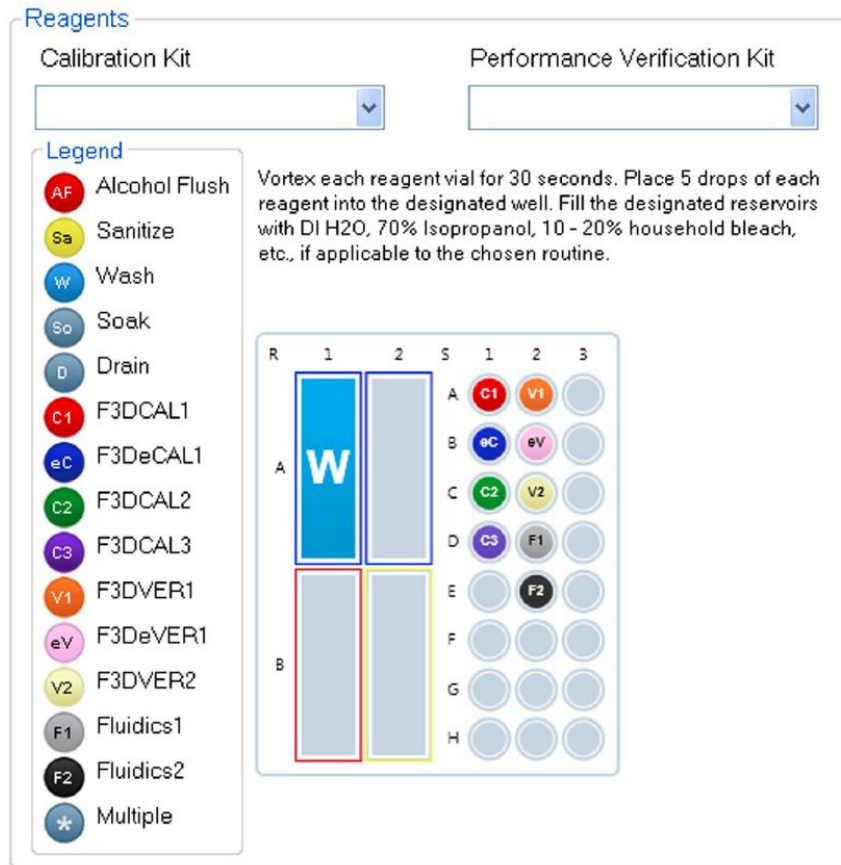 Reagents
Calibration Kit
Performance Verification Kit
Legend
AF Alcohol Flush
Sa Sanitize
W Wash
So Soak
D Drain
C1 F3DCAL1
eC F3DeCAL1
C2 F3DCAL2
C3 F3DCAL3
V1 F3DVER1
eV F3DeVER1
V2 F3DVER2
F1 Fluidics1
F2 Fluidics2
* Multiple
Vortex each reagent vial for 30 seconds. Place 5 drops of each
reagent into the designated well. Fill the designated reservoirs
with DI H2O, 70% Isopropanol, 10 - 20% household bleach,
etc., if applicable to the chosen routine.
R 1 2 S 1 2 3
A C1 V1
B eC eV
A W
C C2 V2
D C3 F1
E F2
F
B
G
H